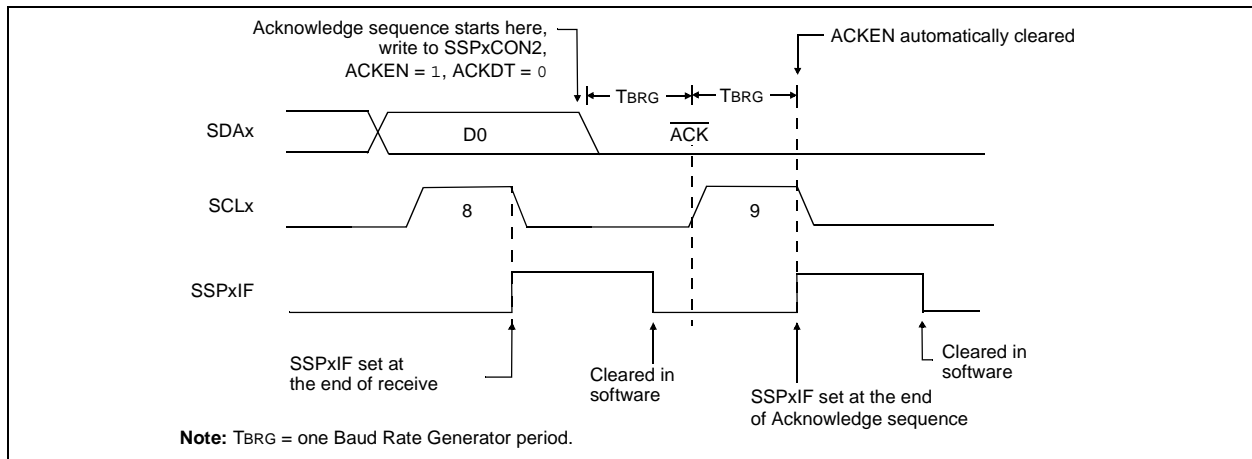 Acknowledge sequence starts here,
write to SSPxCON2,
ACKEN = 1, ACKDT = 0
ACKEN automatically cleared
TBRG
TBRG
SDAx
D0
ACK
SCLx
8
9
SSPxIF
SSPxIF set at
the end of receive
Cleared in
software
SSPxIF set at the end
of Acknowledge sequence
Cleared in
software
Note: TBRG = one Baud Rate Generator period.